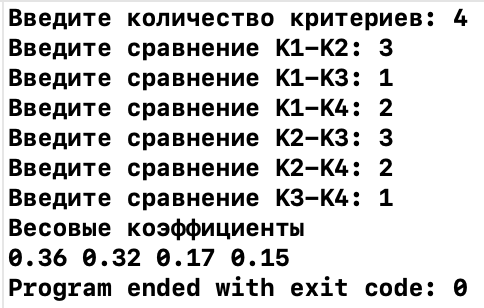 Введите количество критериев: 4
Введите сравнение K1-K2: 3
Введите сравнение K1-K3: 1
Введите сравнение K1-K4: 2
Введите сравнение K2-K3: 3
Введите сравнение K2-K4: 2
Введите сравнение K3-K4: 1
Весовые коэффициенты
0.36 0.32 0.17 0.15
Program ended with exit code: 0